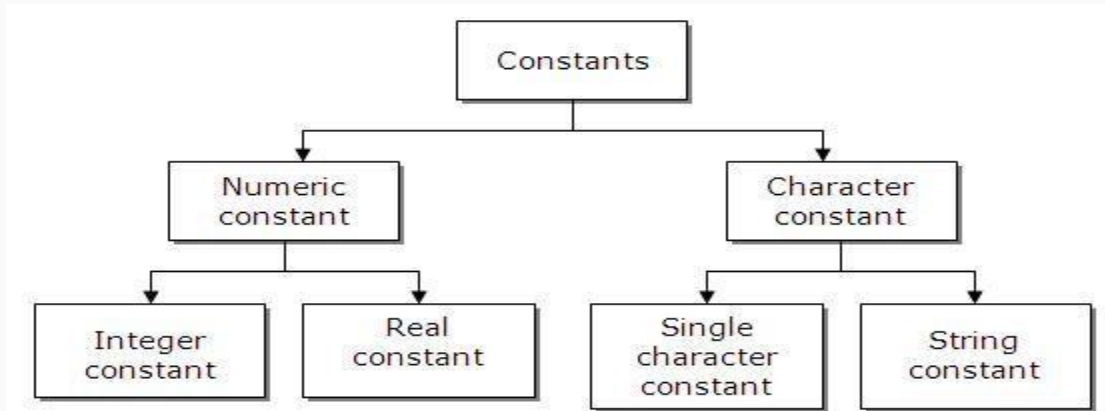 Constants
Numeric
constant
Character
constant
Integer
constant
Real
constant
Single
character
constant
String
constant